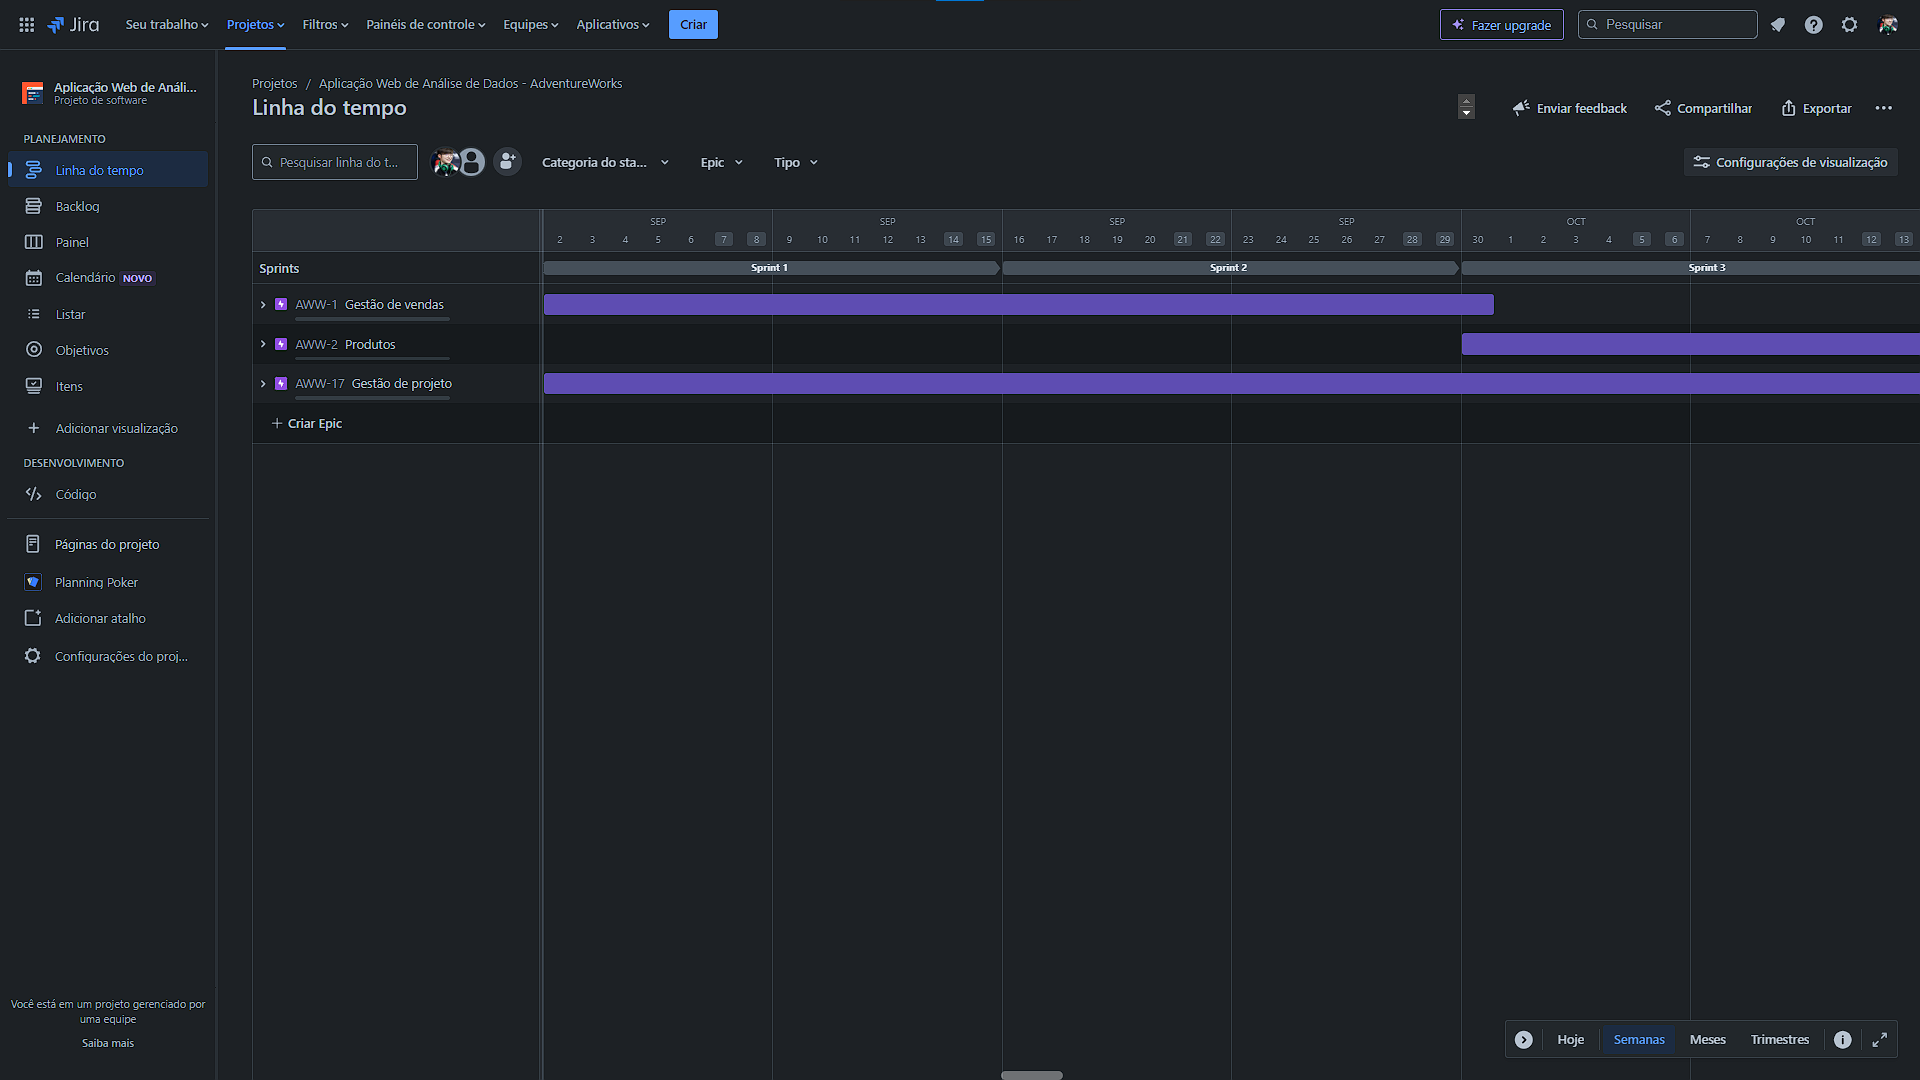 Jira
Seu trabalho
Projetos
Filtros
Painéis de controle
Equipes
Aplicativos
Criar
Fazer upgrade
Pesquisar
Aplicação Web de Análi...
Projeto de software
PLANEJAMENTO
Linha do tempo
Backlog
Painel
Calendário NOVO
Listar
Objetivos
Itens
Adicionar visualização
DESENVOLVIMENTO
Código
Páginas do projeto
Planning Poker
Adicionar atalho
Configurações do proj...
Você está em um projeto gerenciado por
uma equipe
Saiba mais
Projetos / Aplicação Web de Análise de Dados - AdventureWorks
Linha do tempo
Enviar feedback
Compartilhar
Exportar
Pesquisar linha do t...
Categoria do sta...
Epic
Tipo
Configurações de visualização
SEP SEP SEP SEP OCT OCT
2 3 4 5 6 7 8 9 10 11 12 13 14 15 16 17 18 19 20 21 22 23 24 25 26 27 28 29 30 1 2 3 4 5 6 7 8 9 10 11 12 13
Sprints
Sprint 1 Sprint 2 Sprint 3
AWW-1 Gestão de vendas
AWW-2 Produtos
AWW-17 Gestão de projeto
+ Criar Epic
Hoje
Semanas
Meses
Trimestres